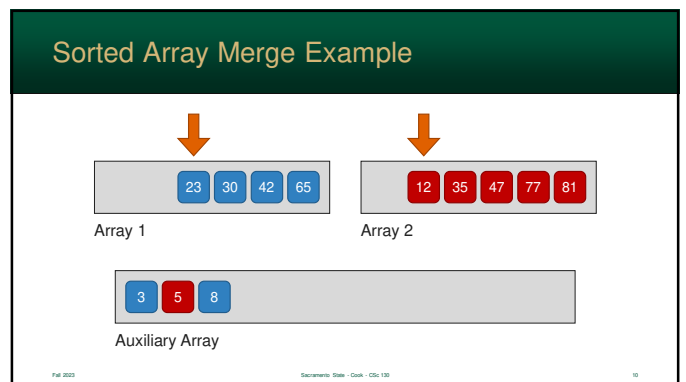 Sorted Array Merge Example
23 30 42 65
12 35 47 77 81
Array 1
Array 2
3 5 8
Auxiliary Array
Fall 2023
Sacramento State - Cook - CSc 130
10